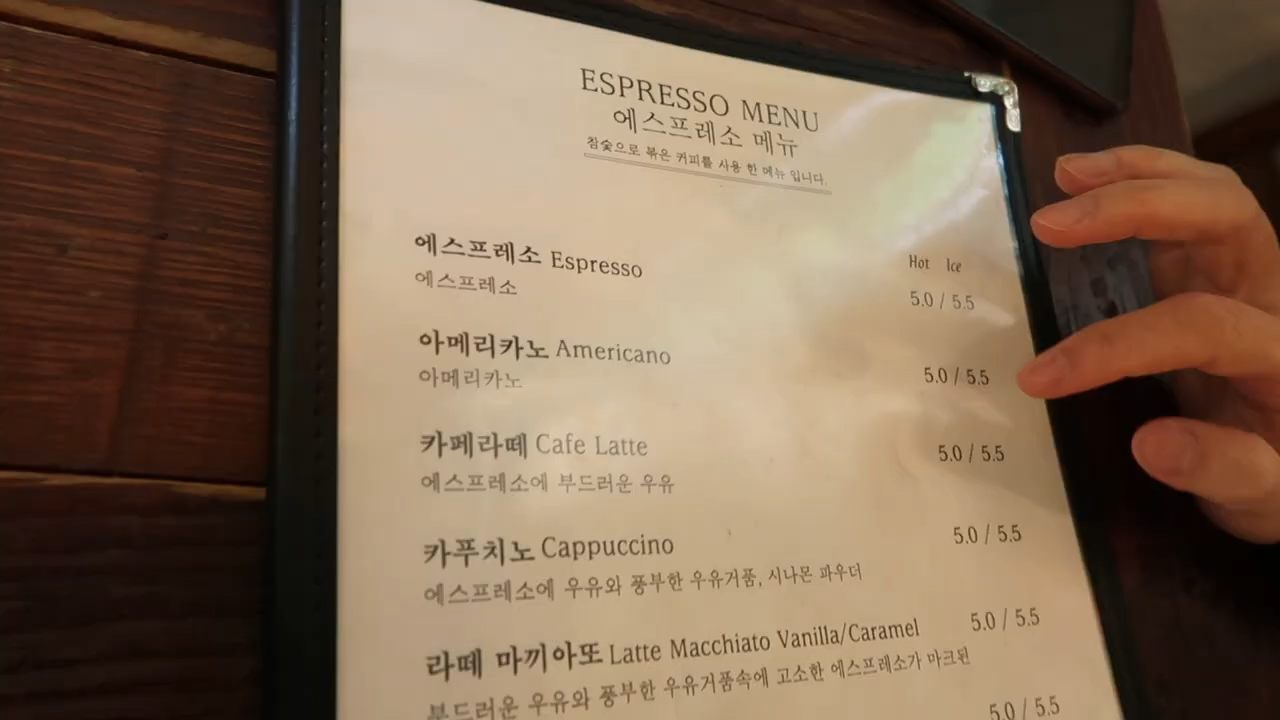 ESPRESSO MENU
에스프레소 메뉴
참숯으로 볶은 커피를 사용 한 메뉴 입니다.
에스프레소 Espresso
Hot Ice
에스프레소
5.0 / 5.5
아메리카노 Americano
아메리카노
5.0 / 5.5
카페라떼 Cafe Latte
5.0 / 5.5
에스프레소에 부드러운 우유
카푸치노 Cappuccino
5.0 / 5.5
에스프레소에 우유와 풍부한 우유거품, 시나몬 파우더
라떼 마끼아또 Latte Macchiato Vanilla/Caramel
5.0 / 5.5
부드러운 우유와 풍부한 우유거품속에 고소한 에스프레소가 마크된
5.0 / 5.5